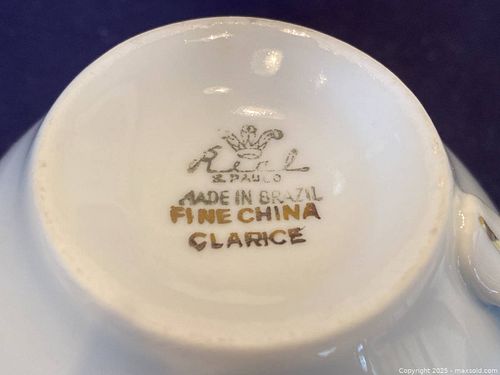 Real
S. PAULO
MADE IN BRAZIL
FINE CHINA
CLARICE
Copyright 2025 - maxsold.com